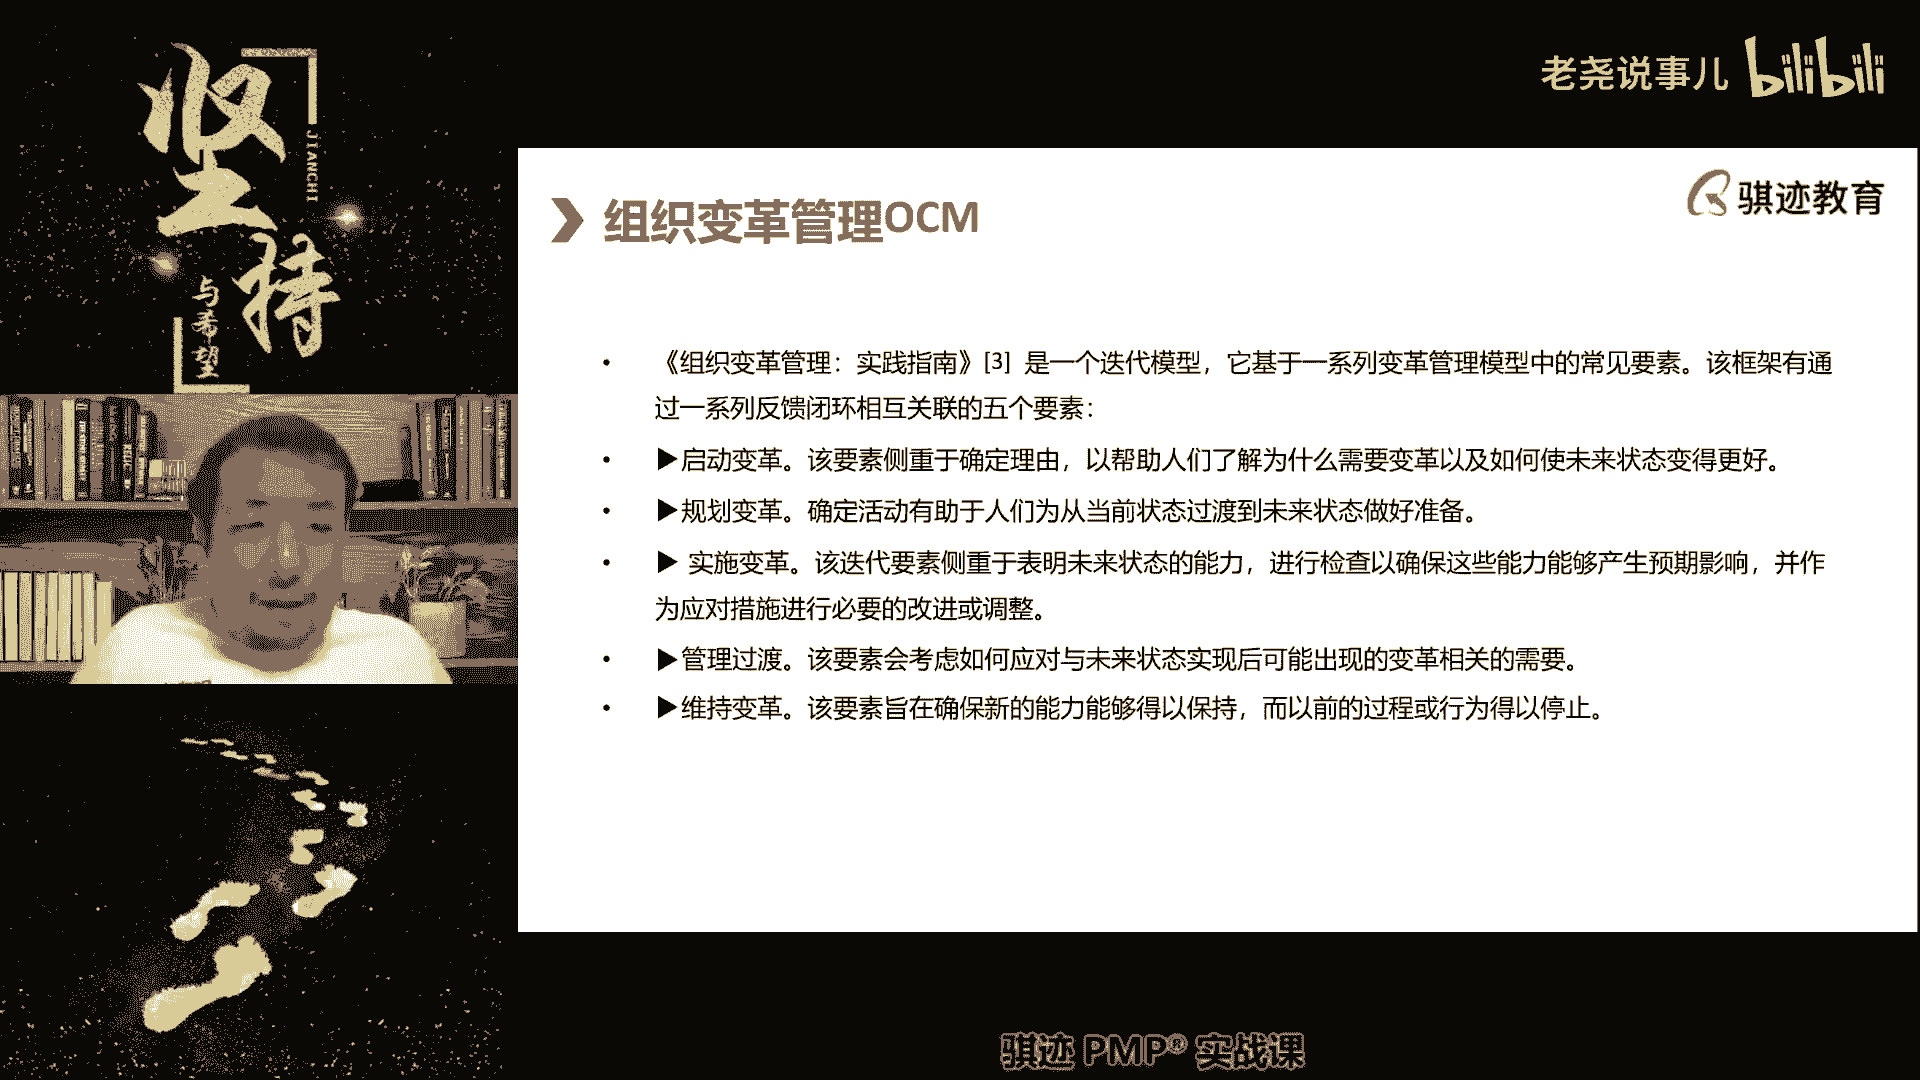 坚持
JIANCHI
与希望
老尧说事儿 bilibili
骐迹教育
组织变革管理OCM
• 《组织变革管理：实践指南》[3] 是一个迭代模型，它基于一系列变革管理模型中的常见要素。该框架有通
过一系列反馈闭环相互关联的五个要素：
• ▶启动变革。该要素侧重于确定理由，以帮助人们了解为什么需要变革以及如何使未来状态变得更好。
• ▶规划变革。确定活动有助于人们为从当前状态过渡到未来状态做好准备。
• ▶ 实施变革。该迭代要素侧重于表明未来状态的能力，进行检查以确保这些能力能够产生预期影响，并作
为应对措施进行必要的改进或调整。
• ▶管理过渡。该要素会考虑如何应对与未来状态实现后可能出现的变革相关的需要。
• ▶维持变革。该要素旨在确保新的能力能够得以保持，而以前的过程或行为得以停止。
骐迹 PMP® 实战课